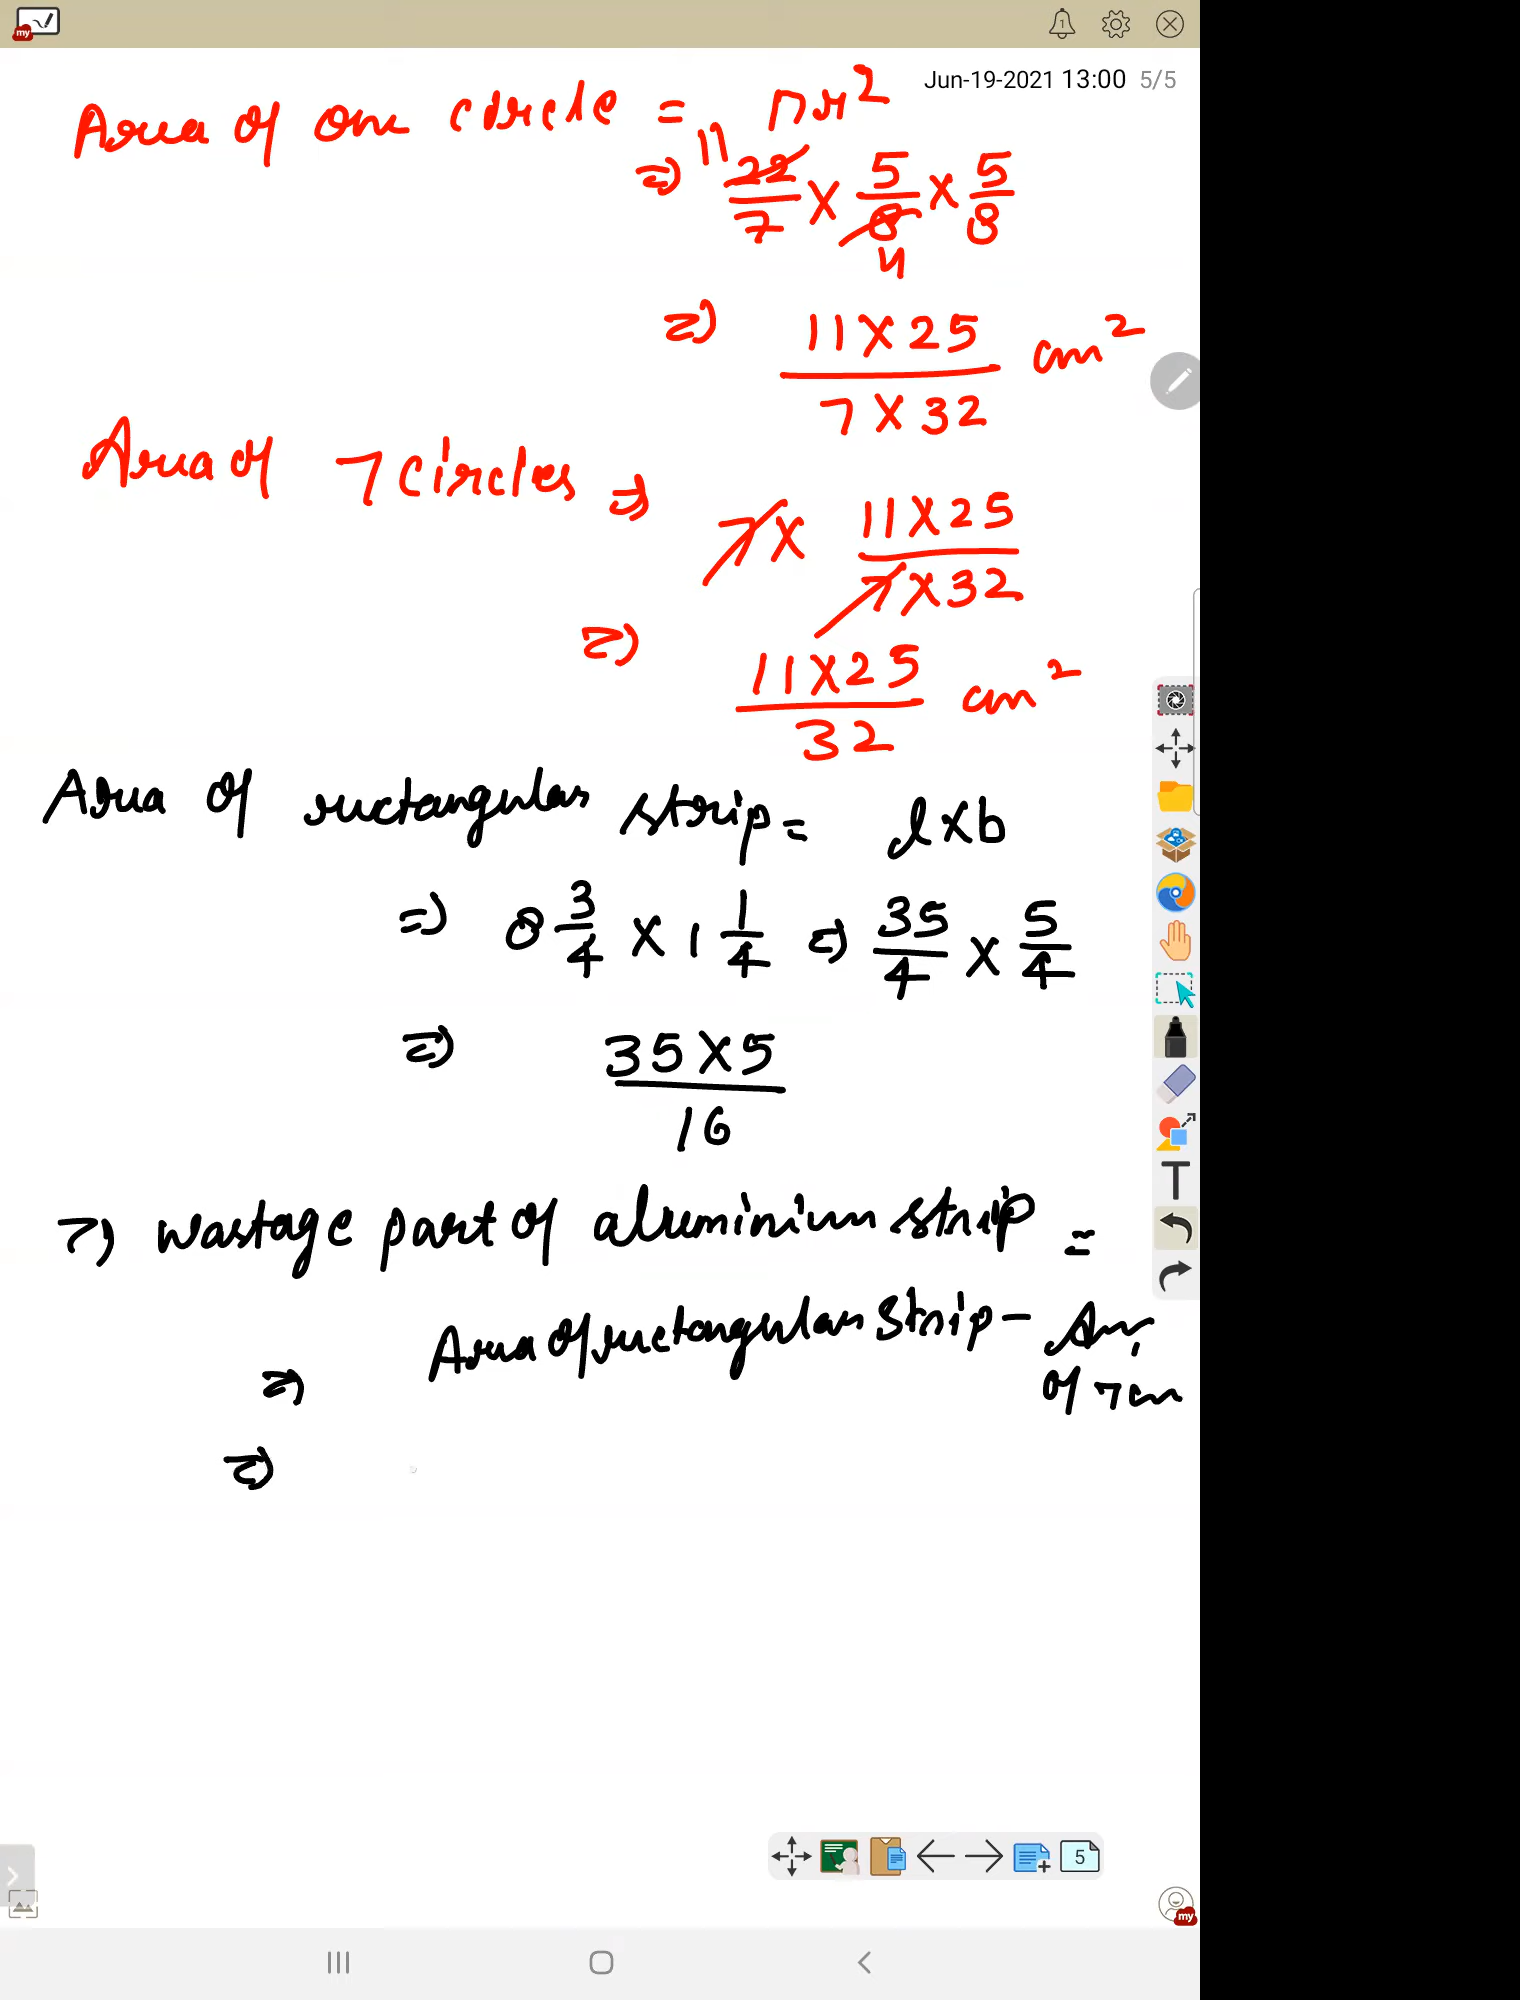 my
1
Jun-19-2021 13:00 5/5
Area of one circle = πr²
⇒ 11 22/7 × 5/8 × 5/8
4
⇒ 11×25/7×32 cm²
Area of 7 circles ⇒ 7× 11×25/7×32
⇒ 11×25/32 cm²
Area of rectangular strip = l×b
⇒ 8 3/4 × 1 1/4 ⇒ 35/4 × 5/4
⇒ 35×5/16
⇒ wastage part of aluminium strip =
Area of rectangular strip −
of 7
⇒
⇒
T
5
my